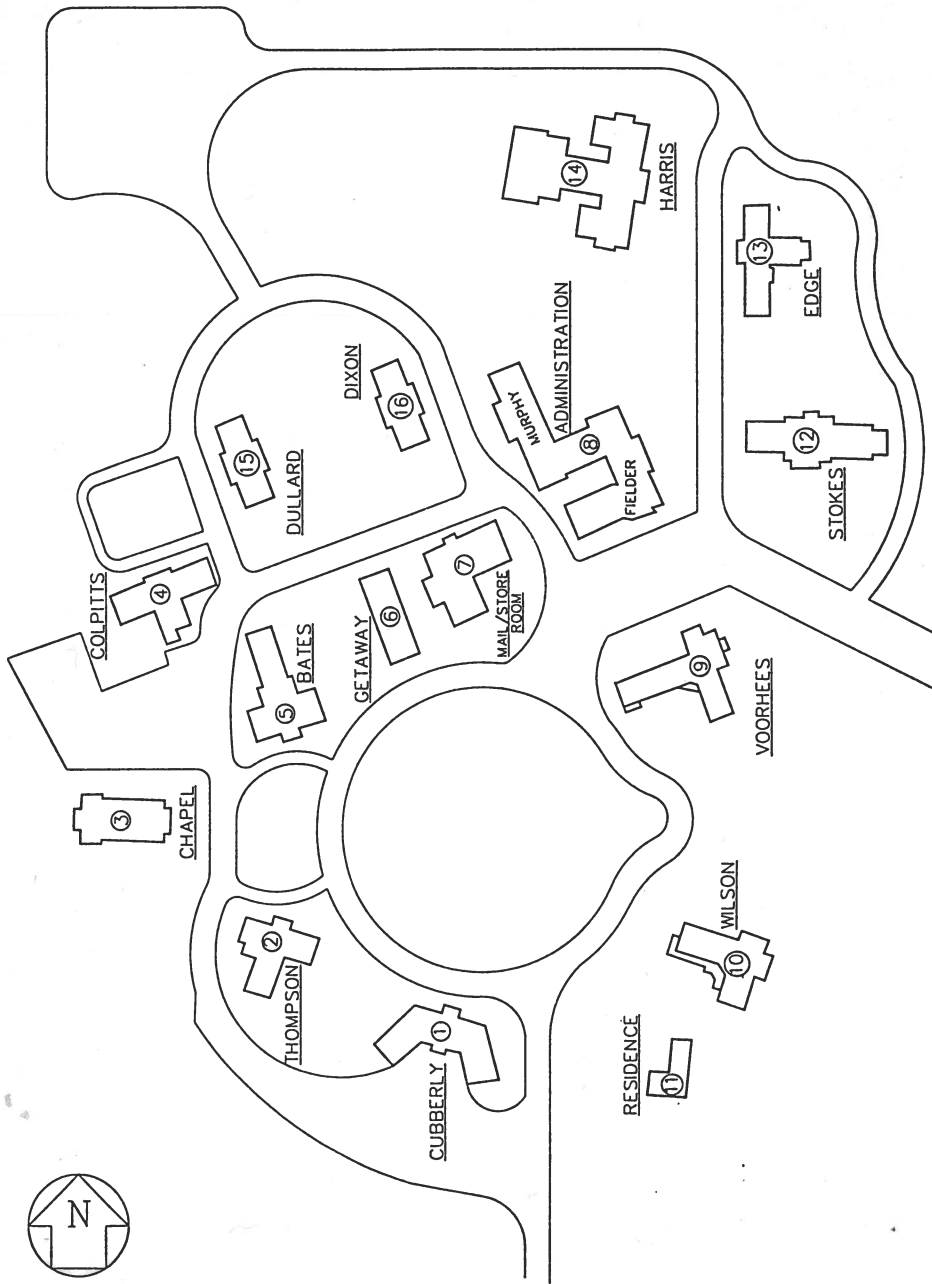 N
CUBBERLY
1
THOMPSON
2
CHAPEL
3
COLPITTS
4
BATES
5
GETAWAY
6
MAIL/STORE
ROOM
7
MURPHY
ADMINISTRATION
8
FIELDER
VOORHEES
9
WILSON
10
RESIDENCE
11
STOKES
12
EDGE
13
HARRIS
14
DULLARD
15
DIXON
16